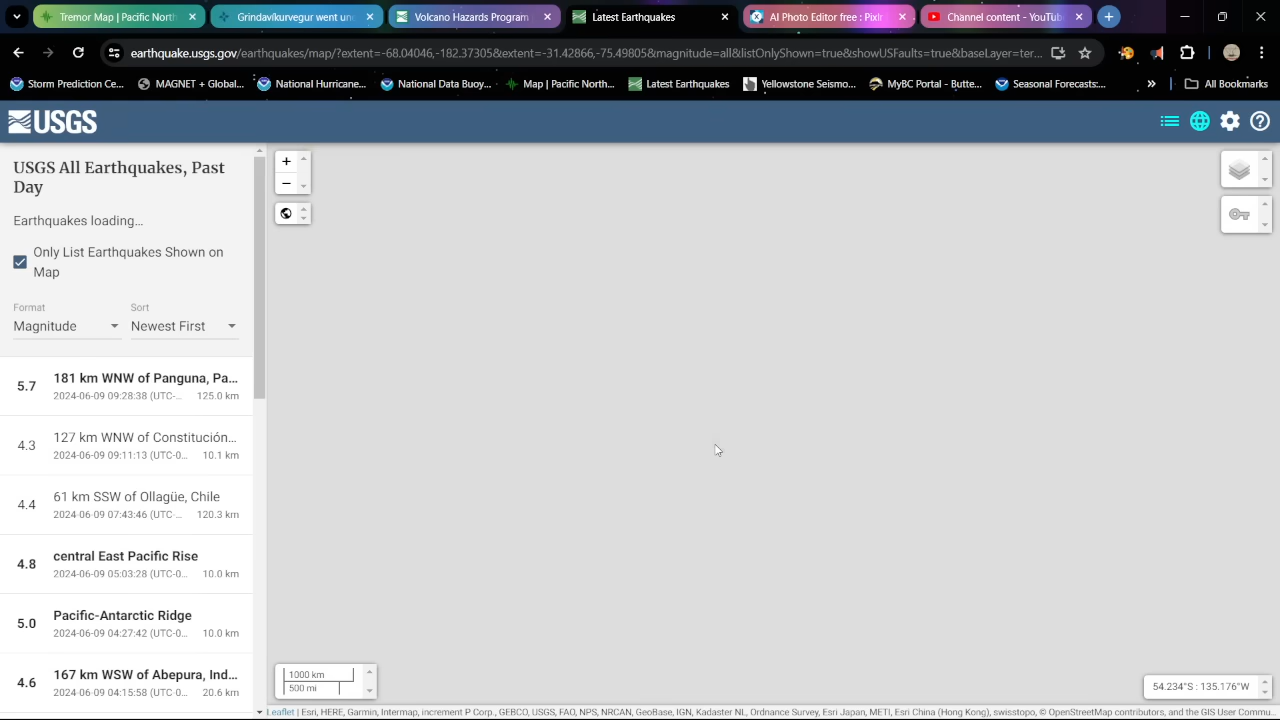 Tremor Map | Pacific North
Grindavíkurvegur went un
Volcano Hazards Program
Latest Earthquakes
AI Photo Editor free : Pixlr
Channel content - YouTub
earthquake.usgs.gov/earthquakes/map/?extent=-68.04046,-182.37305&extent=-31.42866,-75.49805&magnitude=all&listOnlyShown=true&showUSFaults=true&baseLayer=ter...
Storm Prediction Ce...
MAGNET + Global...
National Hurricane...
National Data Buoy...
Map | Pacific North...
Latest Earthquakes
Yellowstone Seismo...
MyBC Portal - Butte...
Seasonal Forecasts:...
All Bookmarks
USGS
USGS All Earthquakes, Past
Day
Earthquakes loading...
Only List Earthquakes Shown on
Map
Format
Sort
Magnitude
Newest First
5.7
181 km WNW of Panguna, Pa...
2024-06-09 09:28:38 (UTC-... 125.0 km
4.3
127 km WNW of Constitución...
2024-06-09 09:11:13 (UTC-0... 10.1 km
4.4
61 km SSW of Ollagüe, Chile
2024-06-09 07:43:46 (UTC-... 120.3 km
4.8
central East Pacific Rise
2024-06-09 05:03:28 (UTC-0... 10.0 km
5.0
Pacific-Antarctic Ridge
2024-06-09 04:27:42 (UTC-0... 10.0 km
4.6
167 km WSW of Abepura, Ind...
2024-06-09 04:15:58 (UTC-0... 20.6 km
+
−
1000 km
500 mi
54.234°S : 135.176°W
Leaflet | Esri, HERE, Garmin, Intermap, increment P Corp., GEBCO, USGS, FAO, NPS, NRCAN, GeoBase, IGN, Kadaster NL, Ordnance Survey, Esri Japan, METI, Esri China (Hong Kong), swisstopo, © OpenStreetMap contributors, and the GIS User Commu...